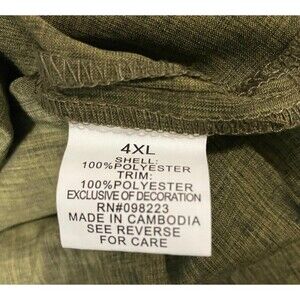 4XL
SHELL:
100%POLYESTER
TRIM:
100%POLYESTER
EXCLUSIVE OF DECORATION
RN#098223
MADE IN CAMBODIA
SEE REVERSE
FOR CARE